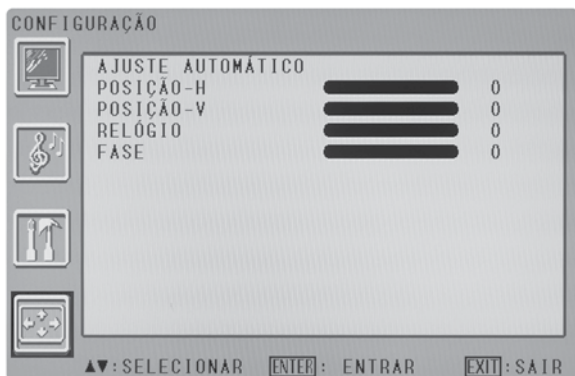 CONFIGURAÇÃO
AJUSTE AUTOMÁTICO
POSIÇÃO-H 0
POSIÇÃO-V 0
RELÓGIO 0
FASE 0
▲▼:SELECIONAR ENTER: ENTRAR EXIT:SAIR